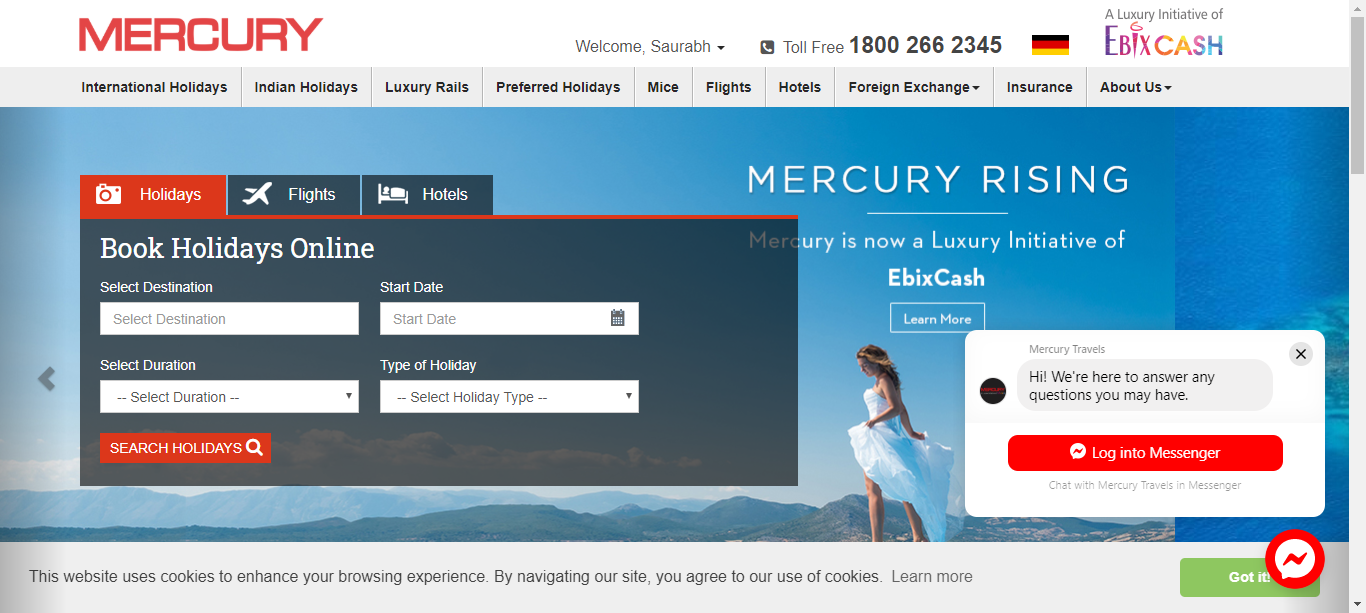 MERCURY
Welcome, Saurabh
Toll Free 1800 266 2345
A Luxury Initiative of
EBIXCASH
International Holidays
Indian Holidays
Luxury Rails
Preferred Holidays
Mice
Flights
Hotels
Foreign Exchange
Insurance
About Us
Holidays
Flights
Hotels
Book Holidays Online
Select Destination
Start Date
Select Destination
Start Date
Select Duration
Type of Holiday
-- Select Duration --
-- Select Holiday Type --
SEARCH HOLIDAYS
MERCURY RISING
Mercury is now a Luxury Initiative of
EbixCash
Learn More
Mercury Travels
Hi! We're here to answer any
questions you may have.
Log into Messenger
Chat with Mercury Travels in Messenger
This website uses cookies to enhance your browsing experience. By navigating our site, you agree to our use of cookies. Learn more
Got it!